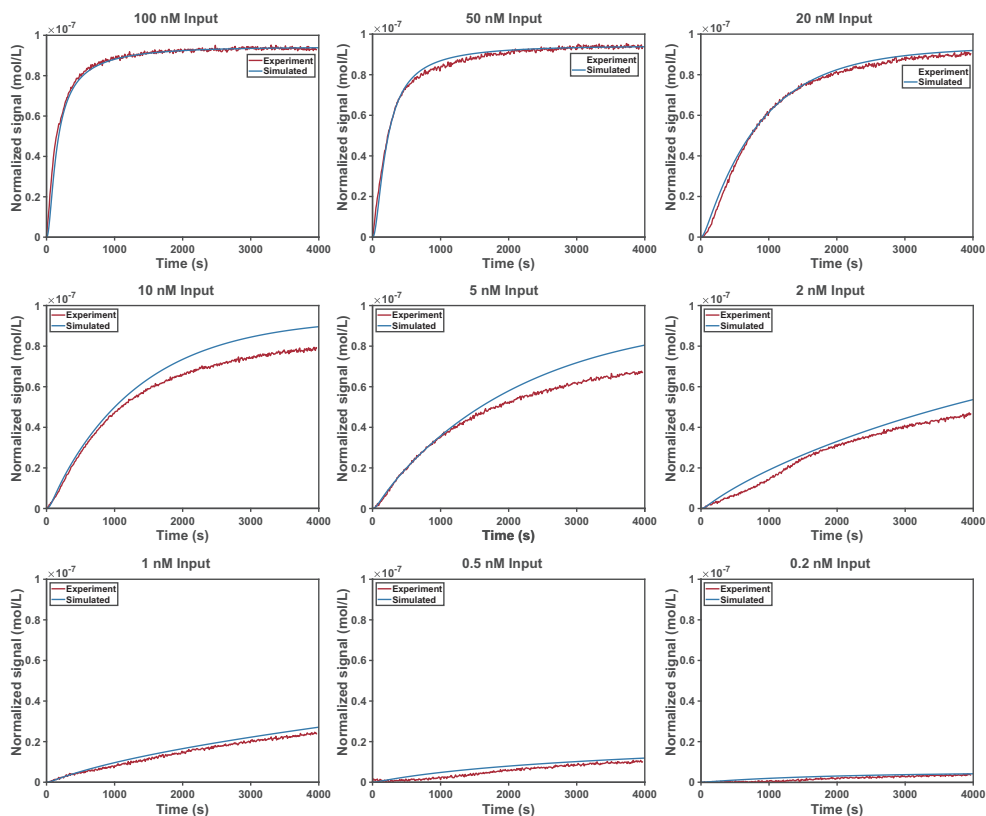 100 nM Input
×10⁻⁷
1
0.8
0.6
0.4
0.2
0
Normalized signal (mol/L)
Experiment
Simulated
0 1000 2000 3000 4000
Time (s)
50 nM Input
×10⁻⁷
1
0.8
0.6
0.4
0.2
0
Normalized signal (mol/L)
Experiment
Simulated
0 1000 2000 3000 4000
Time (s)
20 nM Input
×10⁻⁷
1
0.8
0.6
0.4
0.2
0
Normalized signal (mol/L)
Experiment
Simulated
0 1000 2000 3000 4000
Time (s)
10 nM Input
×10⁻⁷
1
0.8
0.6
0.4
0.2
0
Normalized signal (mol/L)
Experiment
Simulated
0 1000 2000 3000 4000
Time (s)
5 nM Input
×10⁻⁷
1
0.8
0.6
0.4
0.2
0
Normalized signal (mol/L)
Experiment
Simulated
0 1000 2000 3000 4000
Time (s)
2 nM Input
×10⁻⁷
1
0.8
0.6
0.4
0.2
0
Normalized signal (mol/L)
Experiment
Simulated
0 1000 2000 3000 4000
Time (s)
1 nM Input
×10⁻⁷
1
0.8
0.6
0.4
0.2
0
Normalized signal (mol/L)
Experiment
Simulated
0 1000 2000 3000 4000
Time (s)
0.5 nM Input
×10⁻⁷
1
0.8
0.6
0.4
0.2
0
Normalized signal (mol/L)
Experiment
Simulated
0 1000 2000 3000 4000
Time (s)
0.2 nM Input
×10⁻⁷
1
0.8
0.6
0.4
0.2
0
Normalized signal (mol/L)
Experiment
Simulated
0 1000 2000 3000 4000
Time (s)